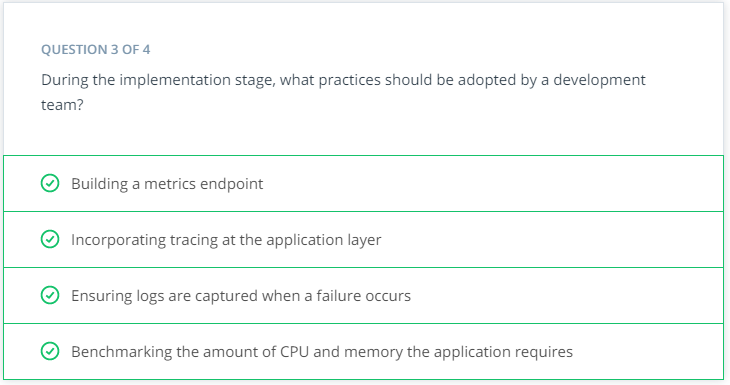 QUESTION 3 OF 4
During the implementation stage, what practices should be adopted by a development
team?
Building a metrics endpoint
Incorporating tracing at the application layer
Ensuring logs are captured when a failure occurs
Benchmarking the amount of CPU and memory the application requires